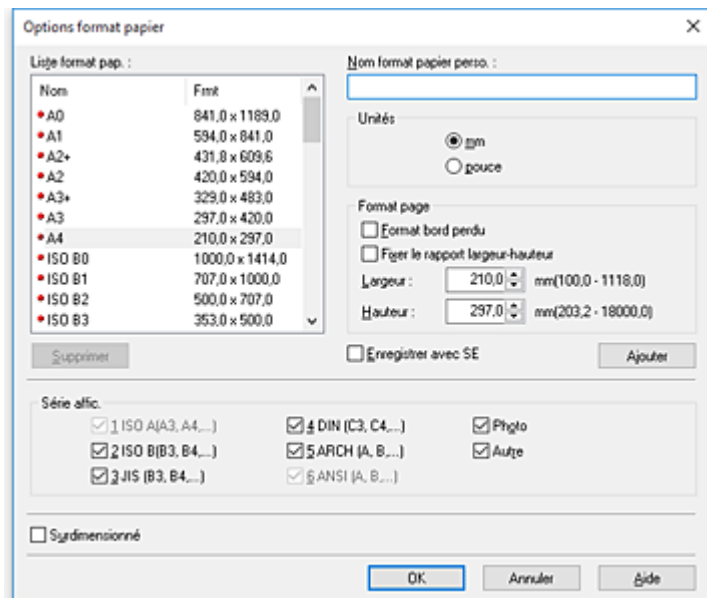 Options format papier
Liste format pap. :
Nom Fmt
A0 841,0 x 1189,0
A1 594,0 x 841,0
A2+ 431,8 x 609,6
A2 420,0 x 594,0
A3+ 329,0 x 483,0
A3 297,0 x 420,0
A4 210,0 x 297,0
ISO B0 1000,0 x 1414,0
ISO B1 707,0 x 1000,0
ISO B2 500,0 x 707,0
ISO B3 353,0 x 500,0
Supprimer
Nom format papier perso. :
Unités
mm
pouce
Format page
Format bord perdu
Fixer le rapport largeur-hauteur
Largeur : 210,0 mm(100,0 - 1118,0)
Hauteur : 297,0 mm(203,2 - 18000,0)
Enregistrer avec SE
Ajouter
Série affic.
1 ISO A(A3, A4,...) 4 DIN (C3, C4,...) Photo
2 ISO B(B3, B4,...) 5 ARCH (A, B,...) Autre
3 JIS (B3, B4,...) 6 ANSI (A, B,...)
Surdimensionné
OK Annuler Aide